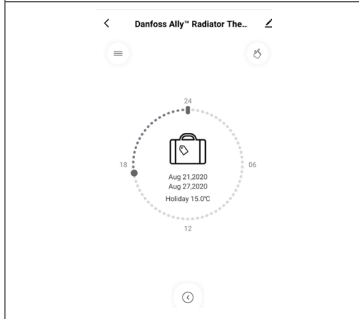 Danfoss Ally™ Radiator The..
24
18
06
Aug 21,2020
Aug 27,2020
Holiday 15.0°C
12